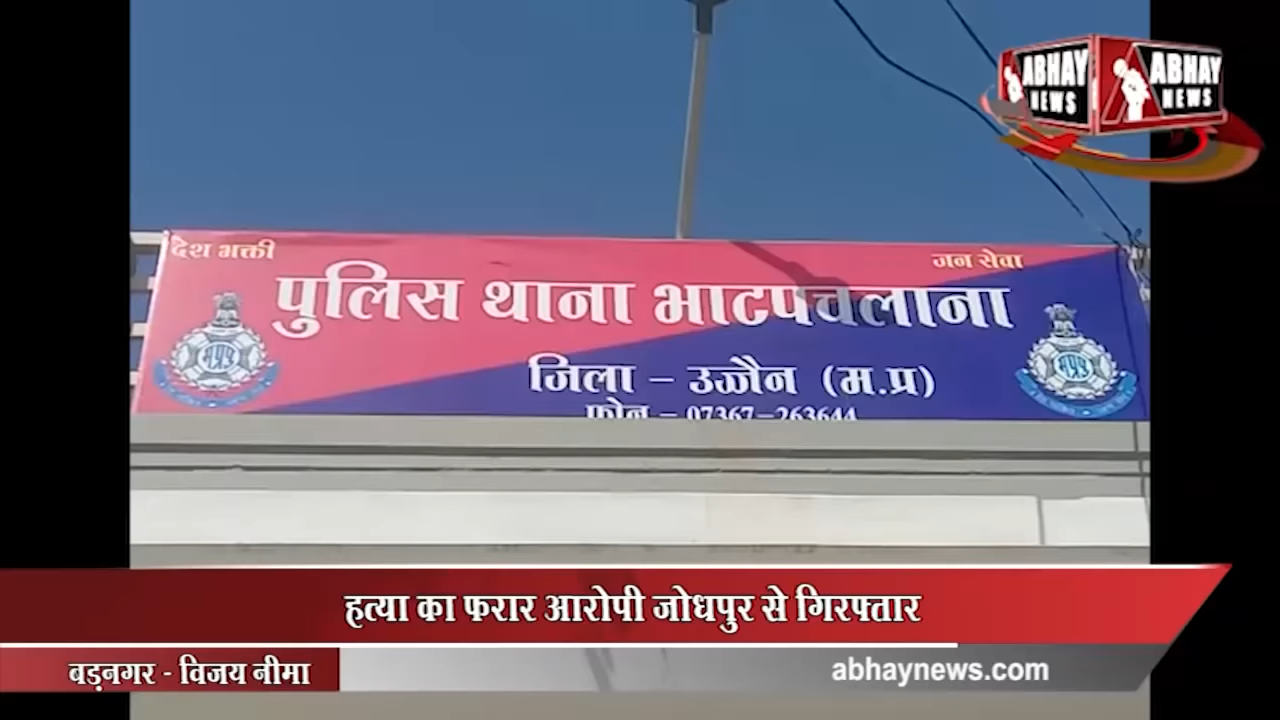 ABHAY NEWS
ABHAY NEWS
देश भक्ती
जन सेवा
पुलिस थाना भाटपचलाना
जिला - उज्जैन (म.प्र)
फोन - 07367-263644
हत्या का फरार आरोपी जोधपुर से गिरफ्तार
बड़नगर - विजय नीमा
abhaynews.com